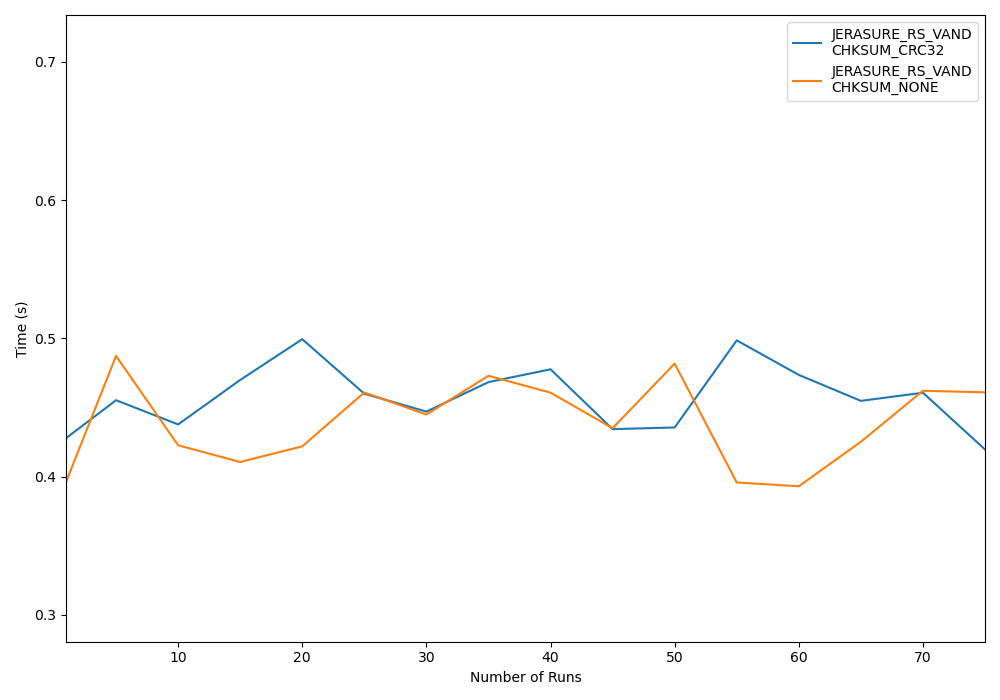 JERASURE_RS_VAND
CHKSUM_CRC32
JERASURE_RS_VAND
CHKSUM_NONE
0.7
0.6
0.5
0.4
0.3
Time (s)
10 20 30 40 50 60 70
Number of Runs